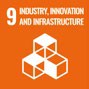 9 INDUSTRY, INNOVATION
AND INFRASTRUCTURE